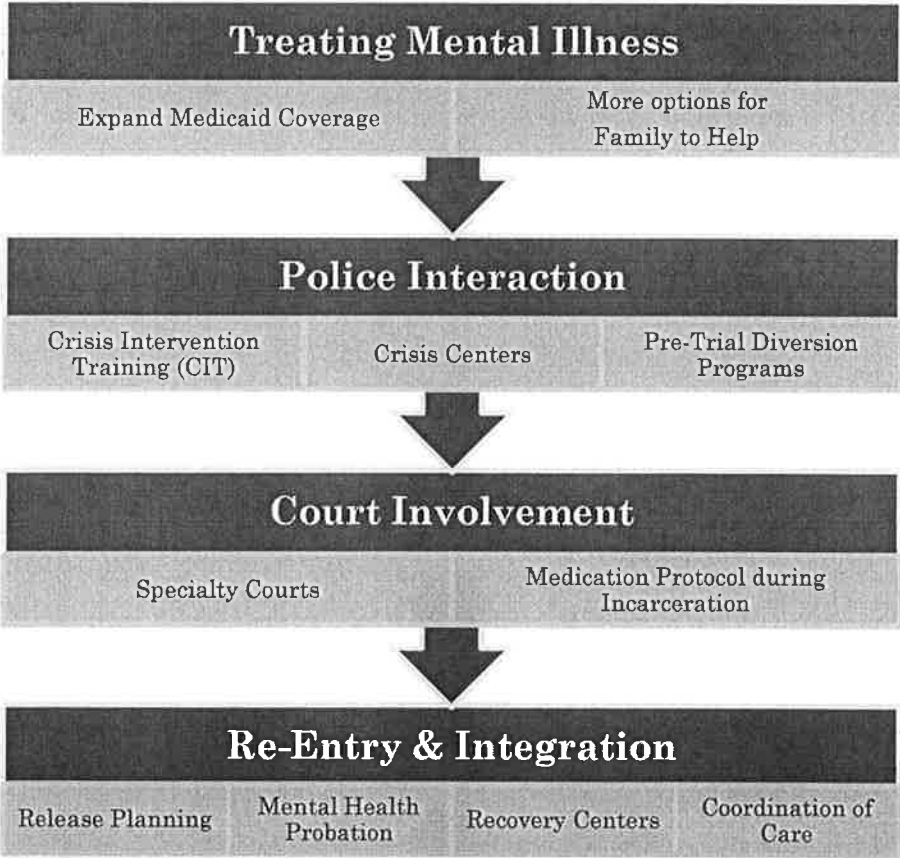 Treating Mental Illness
Expand Medicaid Coverage
More options for
Family to Help
Police Interaction
Crisis Intervention
Training (CIT)
Crisis Centers
Pre-Trial Diversion
Programs
Court Involvement
Specialty Courts
Medication Protocol during
Incarceration
Re-Entry & Integration
Release Planning
Mental Health
Probation
Recovery Centers
Coordination of
Care